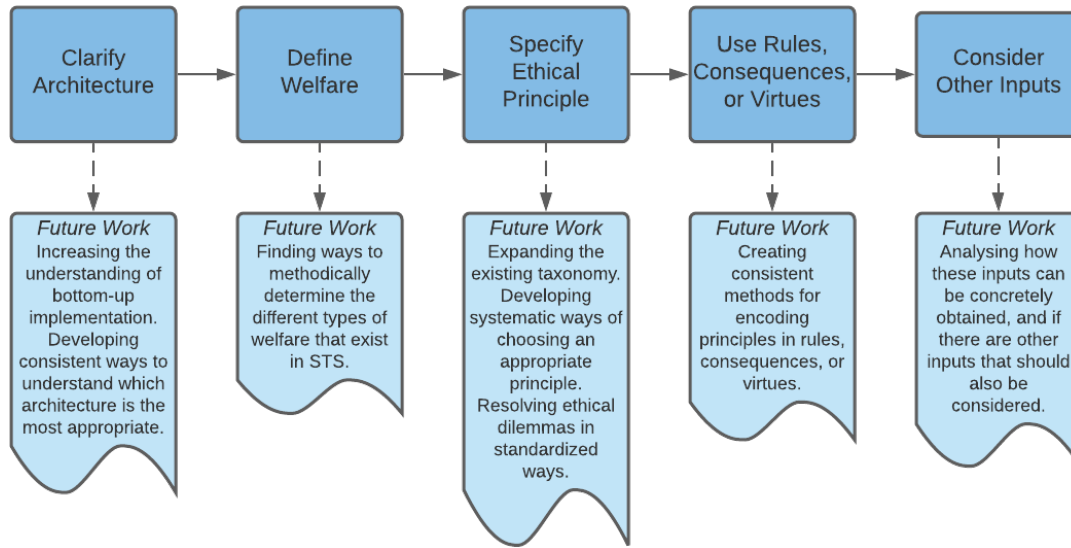 Clarify
Architecture
Define
Welfare
Specify
Ethical
Principle
Use Rules,
Consequences,
or Virtues
Consider
Other Inputs
Future Work
Increasing the
understanding of
bottom-up
implementation.
Developing
consistent ways to
understand which
architecture is the
most appropriate.
Future Work
Finding ways to
methodically
determine the
different types of
welfare that exist
in STS.
Future Work
Expanding the
existing taxonomy.
Developing
systematic ways of
choosing an
appropriate
principle.
Resolving ethical
dilemmas in
standardized
ways.
Future Work
Creating
consistent
methods for
encoding
principles in rules,
consequences, or
virtues.
Future Work
Analysing how
these inputs can
be concretely
obtained, and if
there are other
inputs that should
also be
considered.